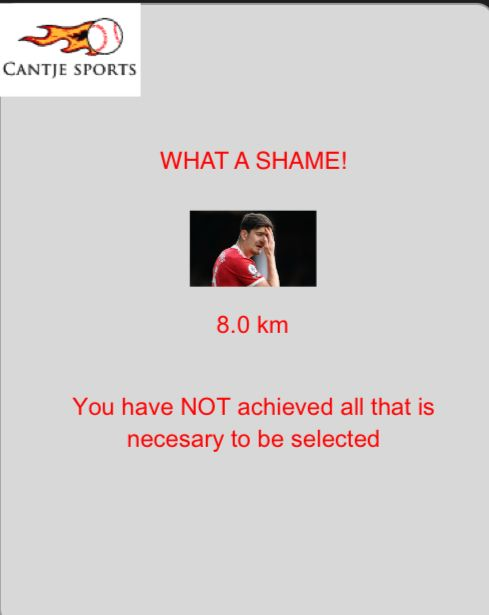 CANTJE SPORTS
WHAT A SHAME!
8.0 km
You have NOT achieved all that is
necesary to be selected